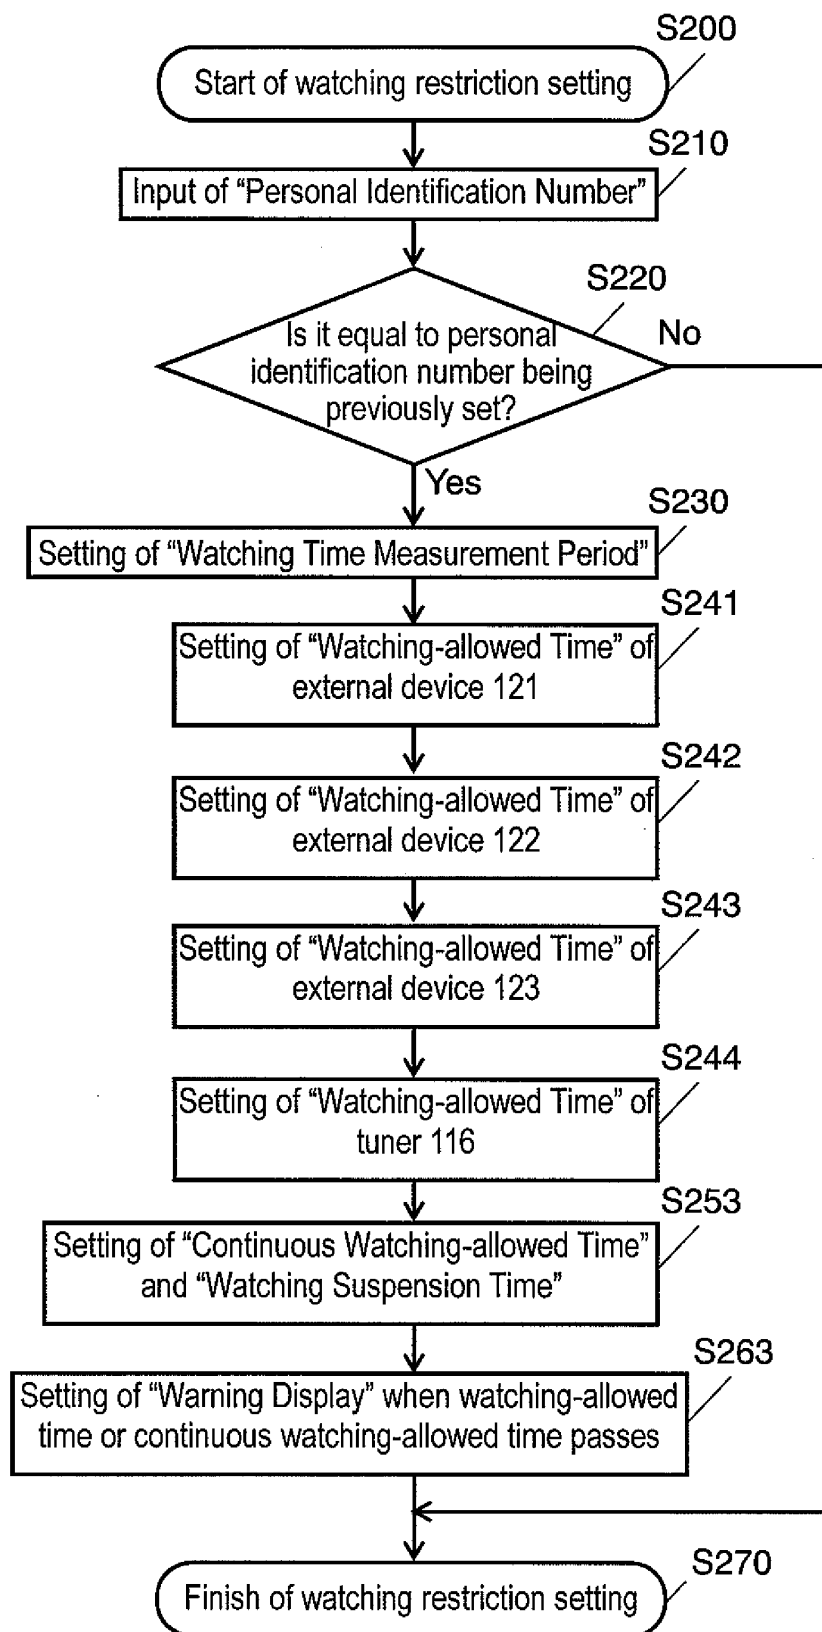 S200
Start of watching restriction setting
S210
Input of “Personal Identification Number”
S220
Is it equal to personal
identification number being
previously set?
No
Yes
S230
Setting of “Watching Time Measurement Period”
S241
Setting of “Watching-allowed Time” of
external device 121
S242
Setting of “Watching-allowed Time” of
external device 122
S243
Setting of “Watching-allowed Time” of
external device 123
S244
Setting of “Watching-allowed Time” of
tuner 116
S253
Setting of “Continuous Watching-allowed Time”
and “Watching Suspension Time”
S263
Setting of “Warning Display” when watching-allowed
time or continuous watching-allowed time passes
S270
Finish of watching restriction setting